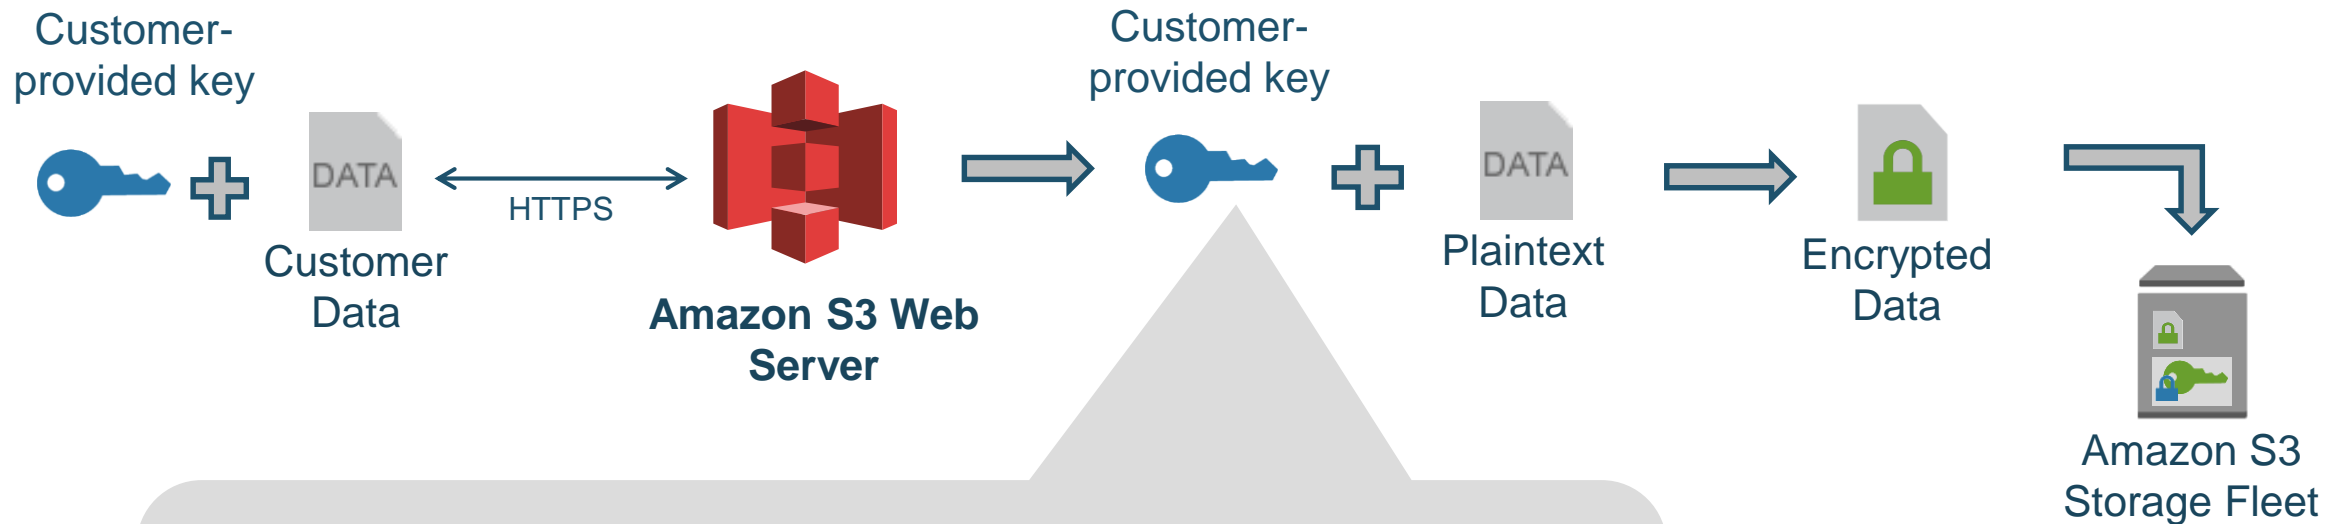 Customer-
provided key
DATA
Customer
Data
HTTPS
Amazon S3 Web
Server
Customer-
provided key
DATA
Plaintext
Data
Encrypted
Data
Amazon S3
Storage Fleet